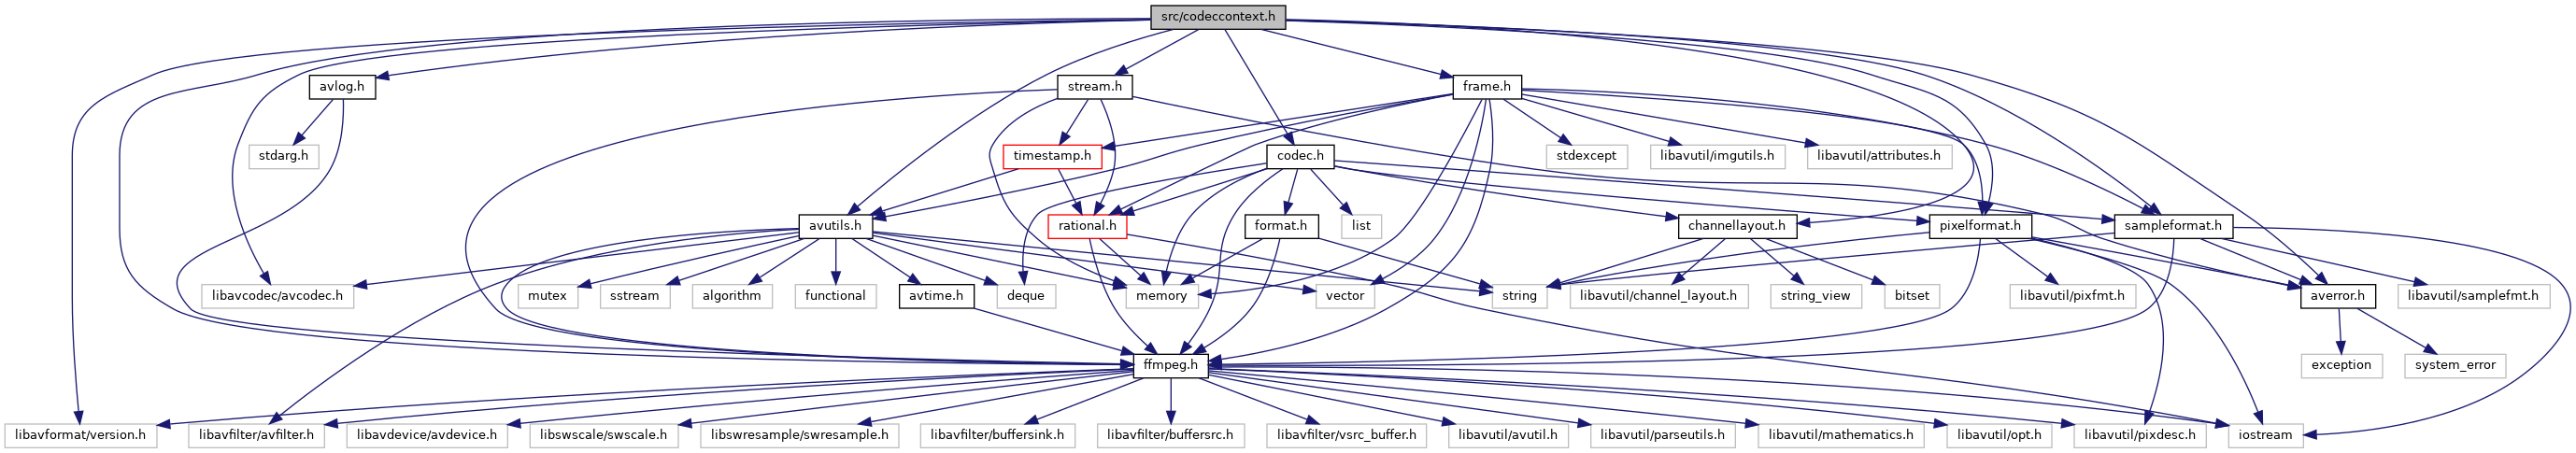 src/codeccontext.h
avlog.h
stream.h
frame.h
stdarg.h
timestamp.h
codec.h
stdexcept
libavutil/imgutils.h
libavutil/attributes.h
avutils.h
rational.h
format.h
list
channellayout.h
pixelformat.h
sampleformat.h
libavcodec/avcodec.h
mutex
sstream
algorithm
functional
avtime.h
deque
memory
vector
string
libavutil/channel_layout.h
string_view
bitset
libavutil/pixfmt.h
averror.h
libavutil/samplefmt.h
ffmpeg.h
exception
system_error
libavformat/version.h
libavfilter/avfilter.h
libavdevice/avdevice.h
libswscale/swscale.h
libswresample/swresample.h
libavfilter/buffersink.h
libavfilter/buffersrc.h
libavfilter/vsrc_buffer.h
libavutil/avutil.h
libavutil/parseutils.h
libavutil/mathematics.h
libavutil/opt.h
libavutil/pixdesc.h
iostream